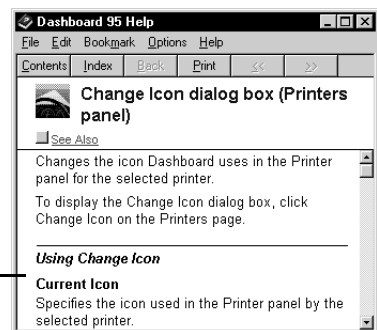 Dashboard 95 Help
File Edit Bookmark Options Help
Contents Index Back Print << >>
Change Icon dialog box (Printers
panel)
See Also
Changes the icon Dashboard uses in the Printer
panel for the selected printer.
To display the Change Icon dialog box, click
Change Icon on the Printers page.
Using Change Icon
Current Icon
Specifies the icon used in the Printer panel by the
selected printer.